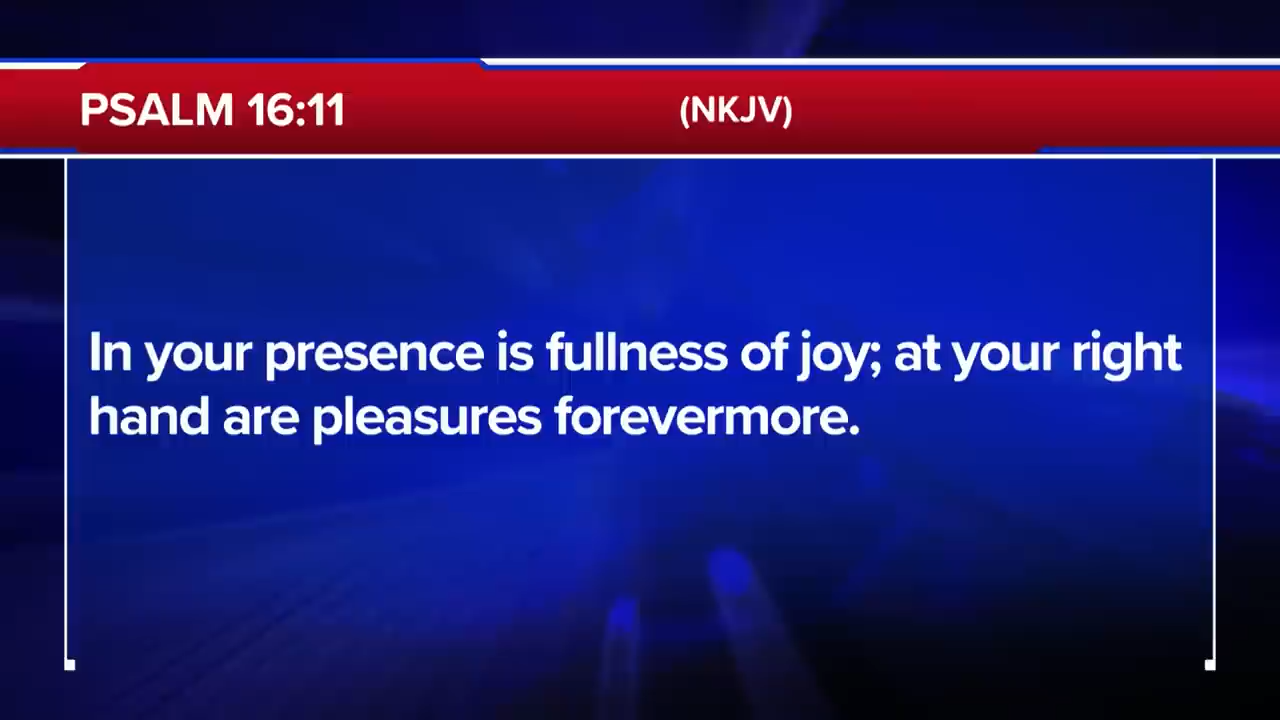 PSALM 16:11 (NKJV)
In your presence is fullness of joy; at your right
hand are pleasures forevermore.